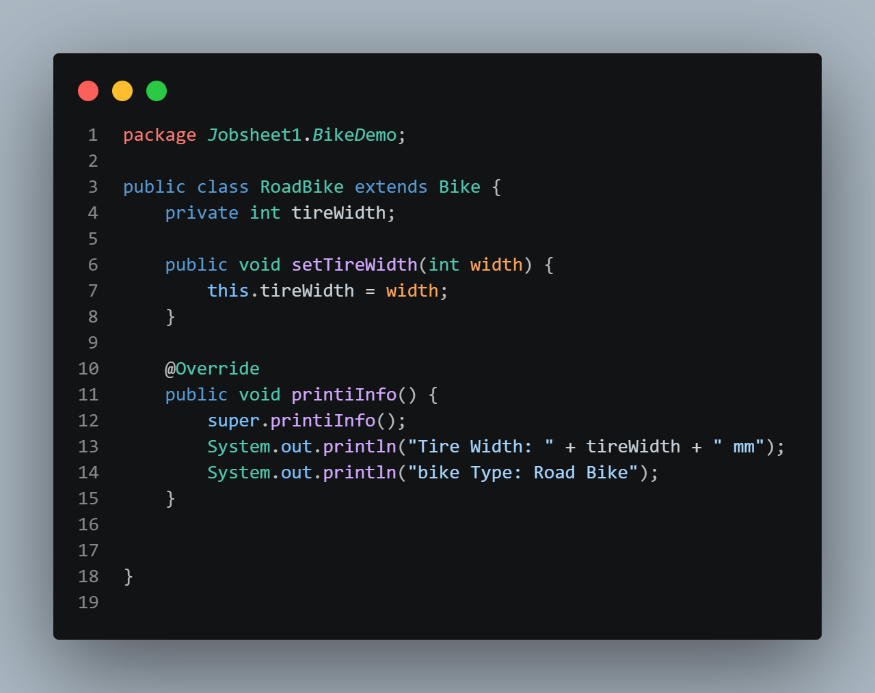 1 package Jobsheet1.BikeDemo;
2
3 public class RoadBike extends Bike {
4     private int tireWidth;
5
6     public void setTireWidth(int width) {
7         this.tireWidth = width;
8     }
9
10     @Override
11     public void printiInfo() {
12         super.printiInfo();
13         System.out.println("Tire Width: " + tireWidth + " mm");
14         System.out.println("bike Type: Road Bike");
15     }
16
17
18 }
19